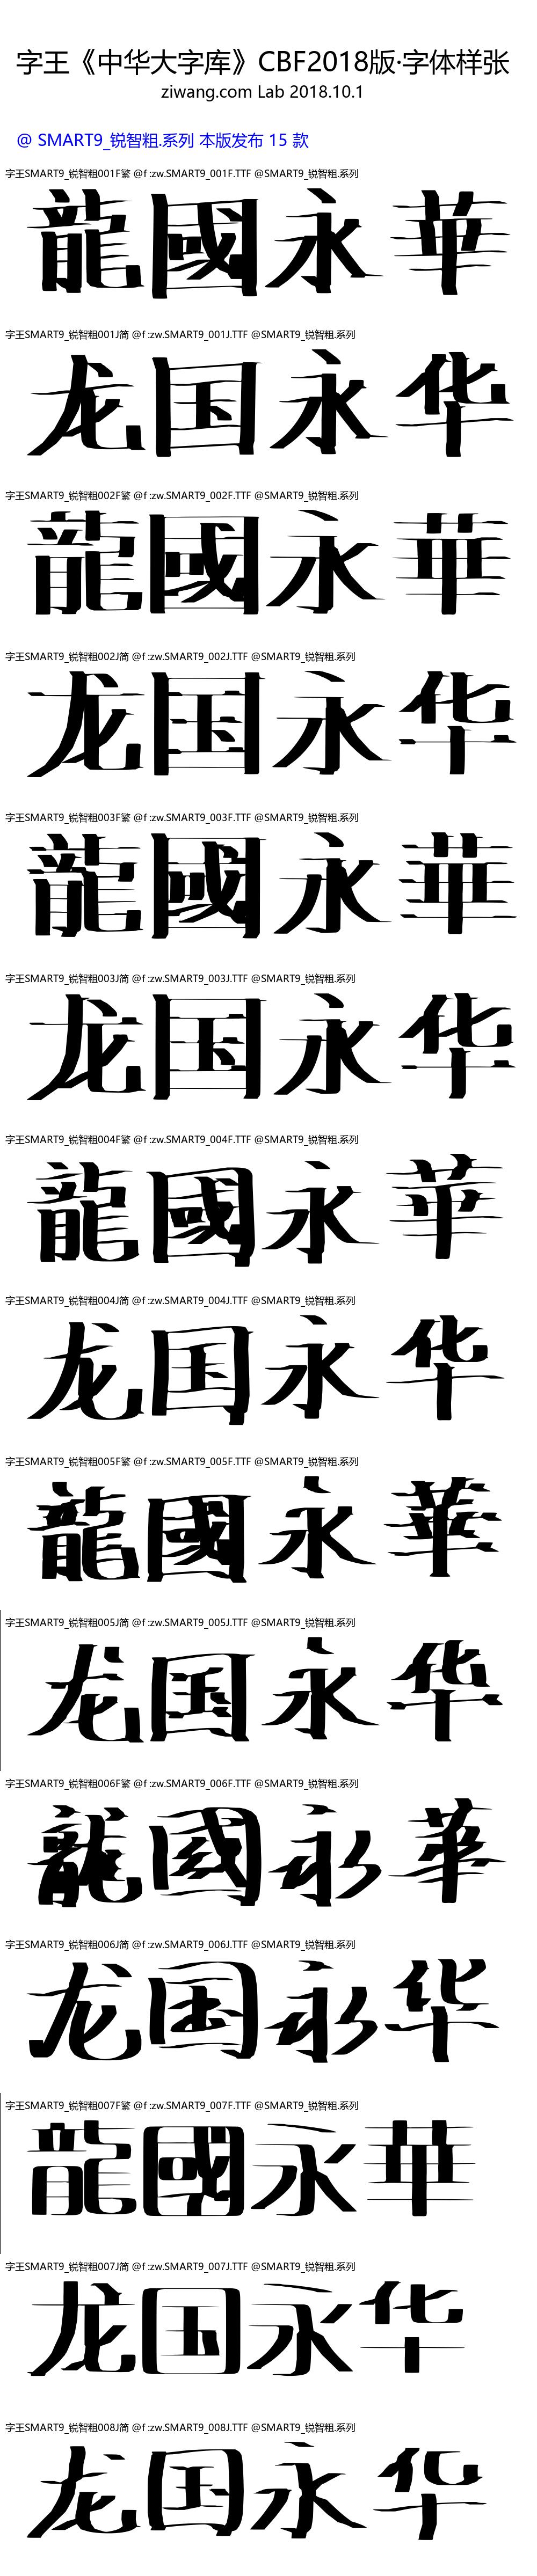 字王《中华大字库》CBF2018版·字体样张
ziwang.com Lab 2018.10.1
@ SMART9_锐智粗.系列 本版发布 15 款
字王SMART9_锐智粗001F繁 @f :zw.SMART9_001F.TTF @SMART9_锐智粗.系列
龍國永華
字王SMART9_锐智粗001J简 @f :zw.SMART9_001J.TTF @SMART9_锐智粗.系列
龙国永华
字王SMART9_锐智粗002F繁 @f :zw.SMART9_002F.TTF @SMART9_锐智粗.系列
龍國永華
字王SMART9_锐智粗002J简 @f :zw.SMART9_002J.TTF @SMART9_锐智粗.系列
龙国永华
字王SMART9_锐智粗003F繁 @f :zw.SMART9_003F.TTF @SMART9_锐智粗.系列
龍國永華
字王SMART9_锐智粗003J简 @f :zw.SMART9_003J.TTF @SMART9_锐智粗.系列
龙国永华
字王SMART9_锐智粗004F繁 @f :zw.SMART9_004F.TTF @SMART9_锐智粗.系列
龍國永華
字王SMART9_锐智粗004J简 @f :zw.SMART9_004J.TTF @SMART9_锐智粗.系列
龙国永华
字王SMART9_锐智粗005F繁 @f :zw.SMART9_005F.TTF @SMART9_锐智粗.系列
龍國永華
字王SMART9_锐智粗005J简 @f :zw.SMART9_005J.TTF @SMART9_锐智粗.系列
龙国永华
字王SMART9_锐智粗006F繁 @f :zw.SMART9_006F.TTF @SMART9_锐智粗.系列
龍國永華
字王SMART9_锐智粗006J简 @f :zw.SMART9_006J.TTF @SMART9_锐智粗.系列
龙国永华
字王SMART9_锐智粗007F繁 @f :zw.SMART9_007F.TTF @SMART9_锐智粗.系列
龍國永華
字王SMART9_锐智粗007J简 @f :zw.SMART9_007J.TTF @SMART9_锐智粗.系列
龙国永华
字王SMART9_锐智粗008J简 @f :zw.SMART9_008J.TTF @SMART9_锐智粗.系列
龙国永华